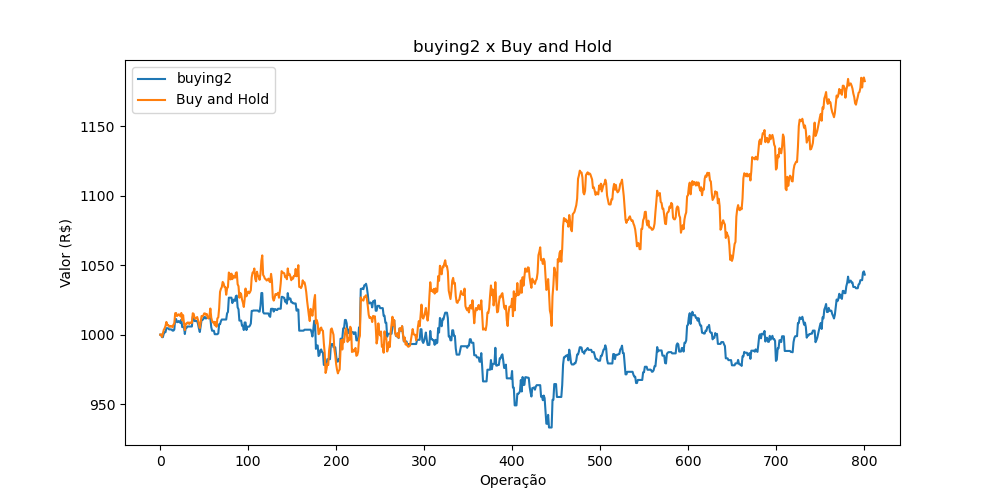 buying2 x Buy and Hold
buying2
Buy and Hold
Valor (R$)
1150
1100
1050
1000
950
0 100 200 300 400 500 600 700 800
Operação